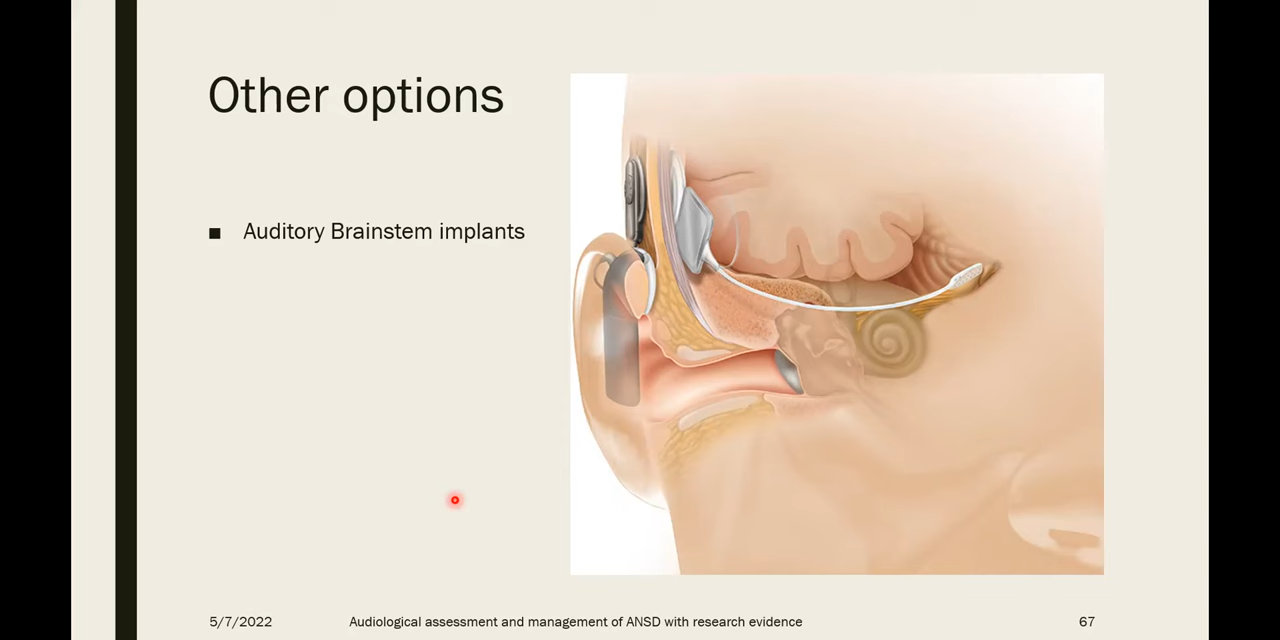 Other options
■ Auditory Brainstem implants
5/7/2022 Audiological assessment and management of ANSD with research evidence 67